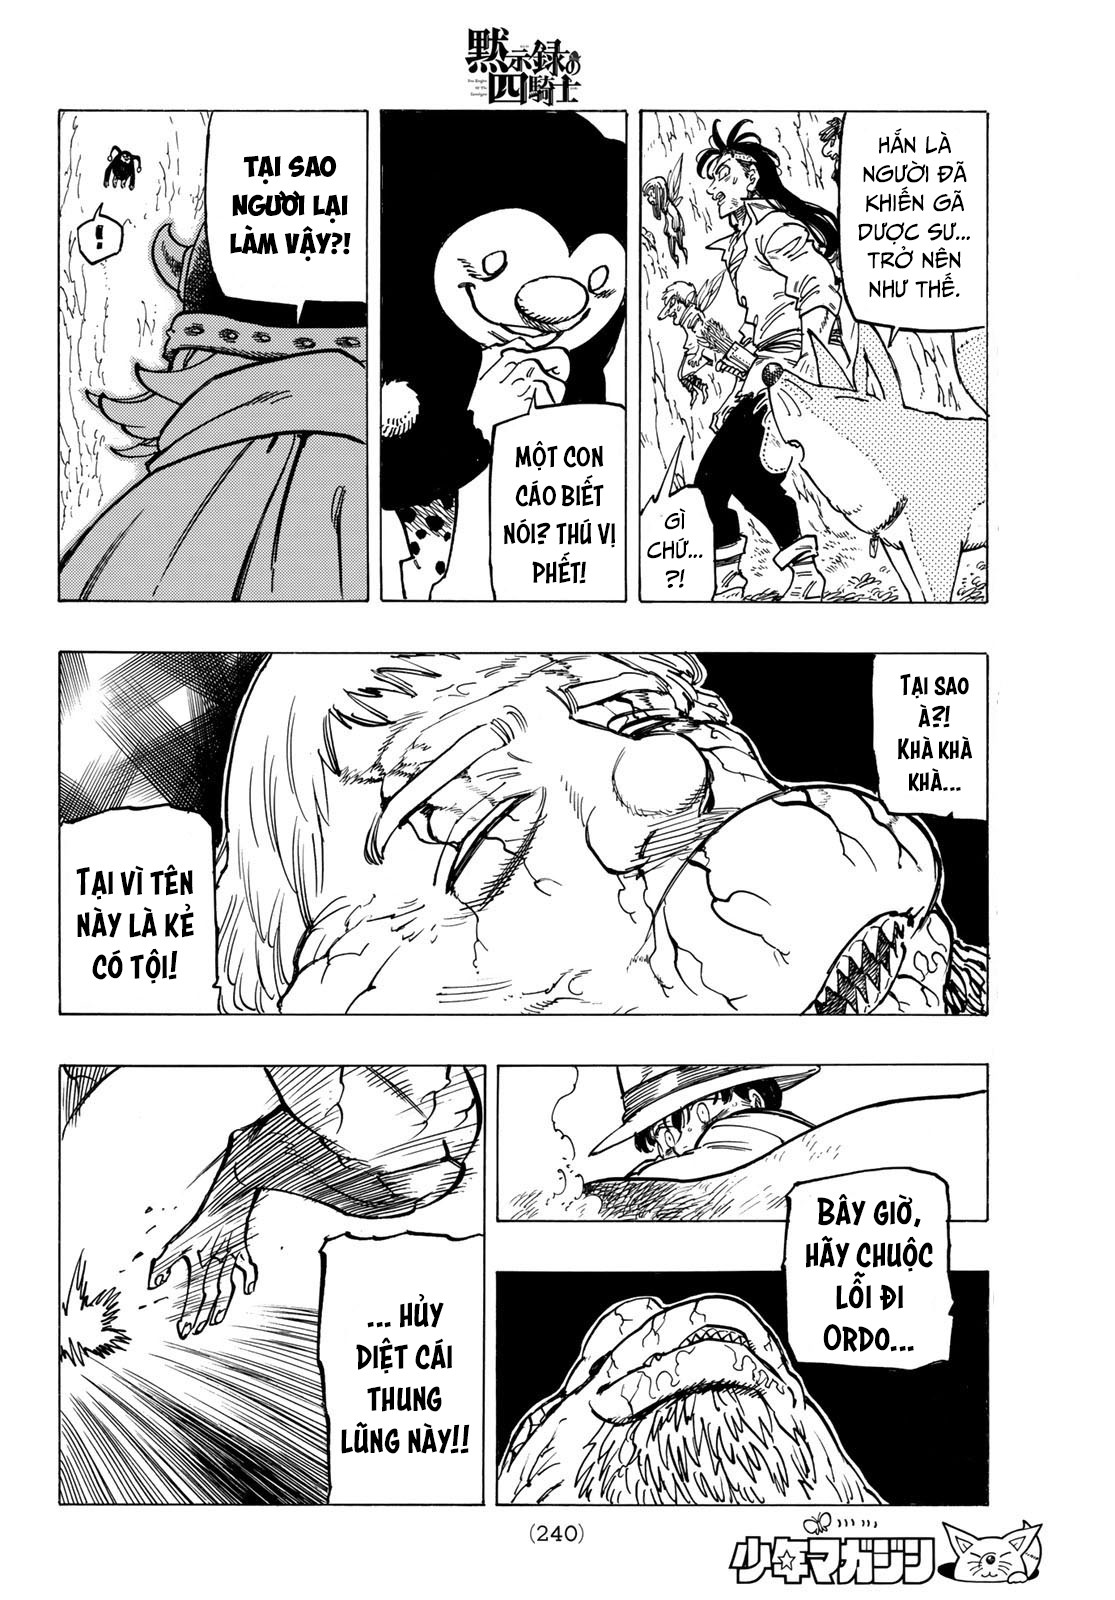 黙示録の
四騎士
HẮN LÀ
NGƯỜI ĐÃ
KHIẾN GÃ
DƯỢC SƯ...
TRỞ NÊN
NHƯ THẾ.
GÌ
CHỨ...
?!
MỘT CON
CÁO BIẾT
NÓI? THÚ VỊ
PHẾT!
TẠI SAO
NGƯƠI LẠI
LÀM VẬY?!
!
TẠI SAO
À?!
KHÀ KHÀ
KHÀ...
TẠI VÌ TÊN
NÀY LÀ KẺ
CÓ TỘI!
BÂY GIỜ,
HÃY CHUỘC
LỖI ĐI
ORDO...
... HỦY
DIỆT CÁI
THUNG
LŨNG NÀY!!
(240)
少年マガジン